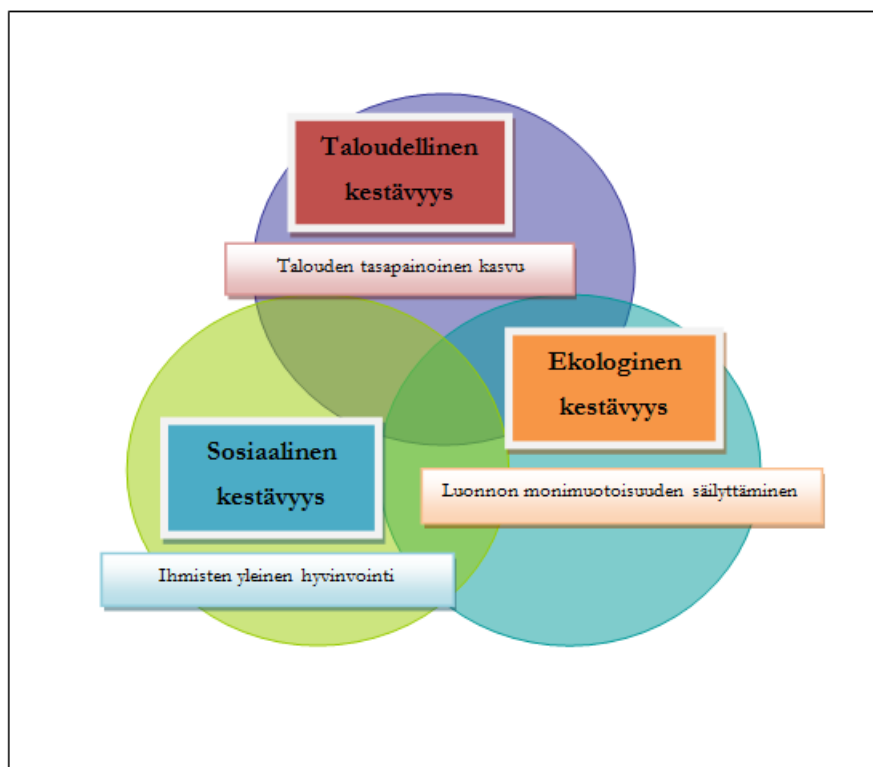 Taloudellinen
kestävyys
Talouden tasapainoinen kasvu
Ekologinen
kestävyys
Luonnon monimuotoisuuden säilyttäminen
Sosiaalinen
kestävyys
Ihmisten yleinen hyvinvointi